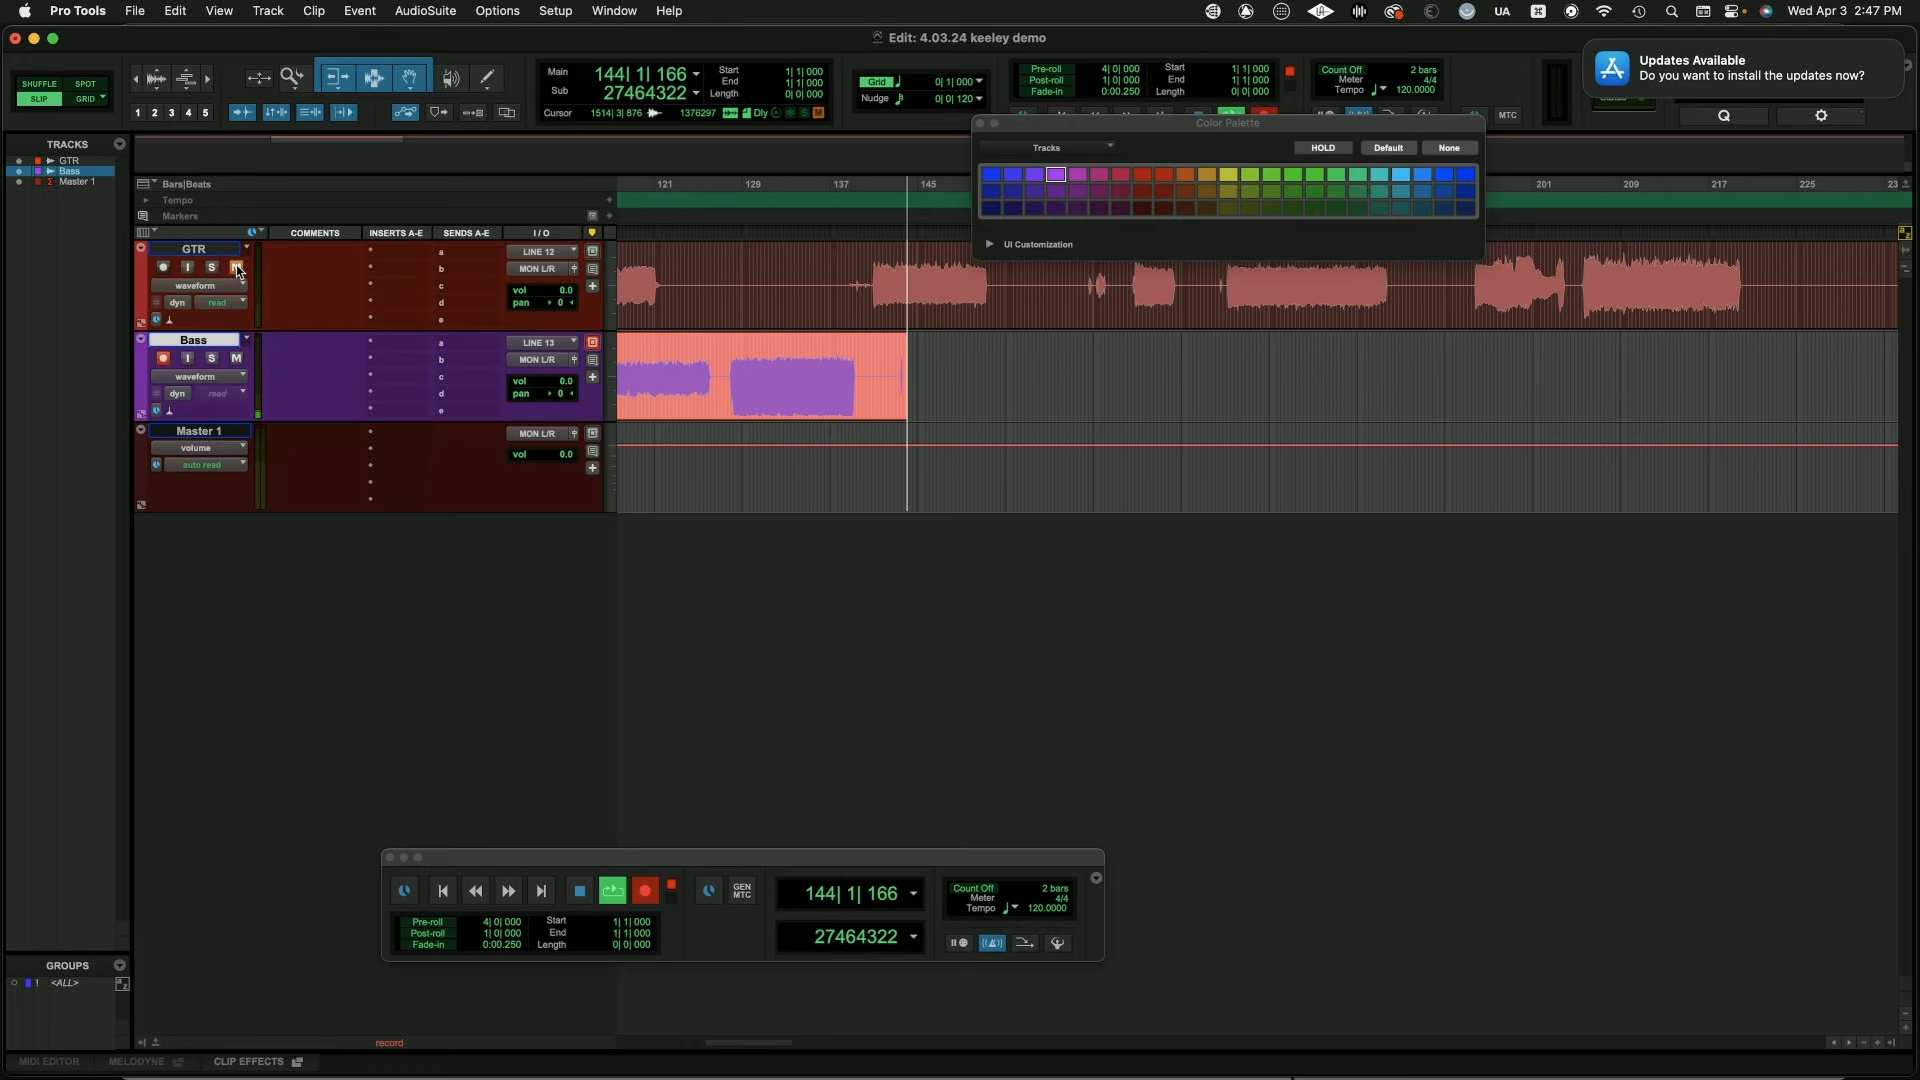 Pro Tools File Edit View Track Clip Event AudioSuite Options Setup Window Help UA Wed Apr 3 2:47 PM
Edit: 4.03.24 keeley demo
Updates Available
Do you want to install the updates now?
SHUFFLE SPOT
SLIP GRID
1 2 3 4 5
Main 144| 1| 166
Sub 27464322
Start 1| 1| 000
End 1| 1| 000
Length 0| 0| 000
Cursor 1514| 3| 876 1376297 Dly S M
Grid 0| 1| 000
Nudge 0| 0| 120
Pre-roll 4| 0| 000
Post-roll 1| 0| 000
Fade-in 0:00.250
Start 1| 1| 000
End 1| 1| 000
Length 0| 0| 000
Count Off 2 bars
Meter 4/4
Tempo 120.0000
MTC
Color Palette
Tracks HOLD Default None
UI Customization
TRACKS
GTR
Bass
Master 1
Bars|Beats 121 129 137 145 201 209 217 225 23
Tempo
Markers
COMMENTS INSERTS A-E SENDS A-E I / O
GTR
I S
waveform
dyn read
a
b
c
d
e
LINE 12
MON L/R
vol 0.0
pan 0
Bass
I S M
waveform
dyn read
a
b
c
d
e
LINE 13
MON L/R
vol 0.0
pan 0
Master 1
volume
auto read
MON L/R
vol 0.0
GEN
MTC
144| 1| 166
27464322
Count Off 2 bars
Meter 4/4
Tempo 120.0000
Pre-roll 4| 0| 000
Post-roll 1| 0| 000
Fade-in 0:00.250
Start 1| 1| 000
End 1| 1| 000
Length 0| 0| 000
GROUPS
1 <ALL>
record
MIDI EDITOR MELODYNE CLIP EFFECTS